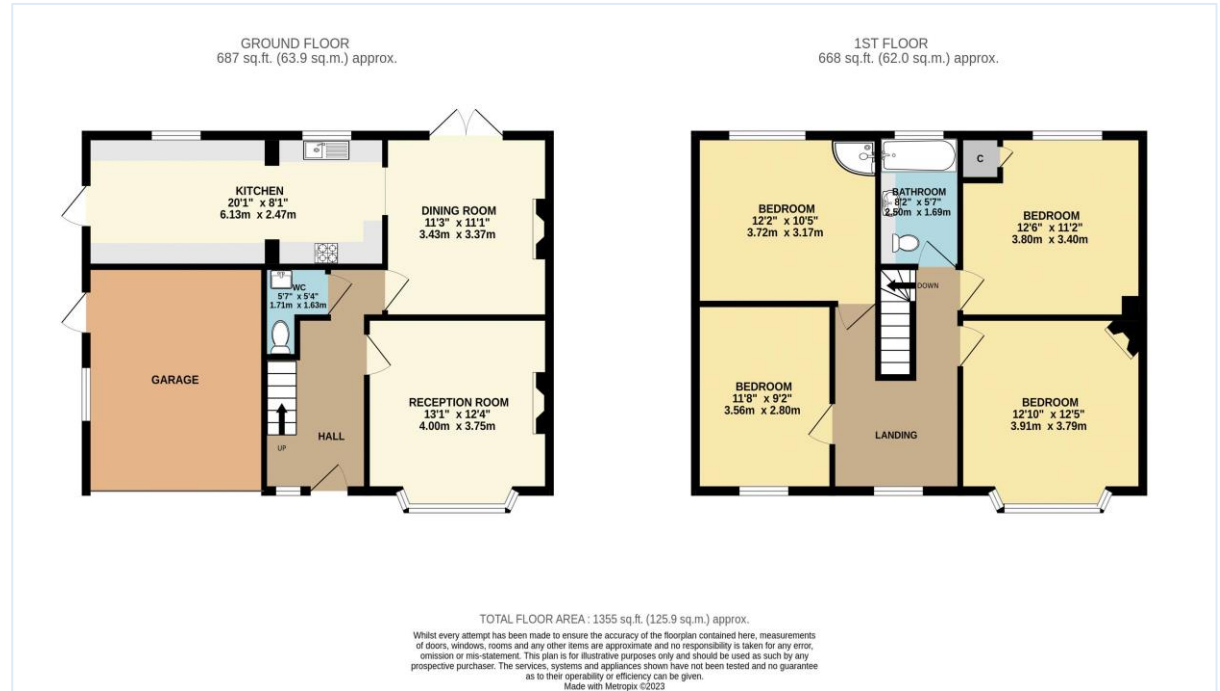 GROUND FLOOR
687 sq.ft. (63.9 sq.m.) approx.
KITCHEN
20'1" x 8'1"
6.13m x 2.47m
DINING ROOM
11'3" x 11'1"
3.43m x 3.37m
WC
5'7" x 5'4"
1.71m x 1.63m
GARAGE
RECEPTION ROOM
13'1" x 12'4"
4.00m x 3.75m
HALL
UP
1ST FLOOR
668 sq.ft. (62.0 sq.m.) approx.
BEDROOM
12'2" x 10'5"
3.72m x 3.17m
BATHROOM
8'2" x 5'7"
2.50m x 1.69m
C
BEDROOM
12'6" x 11'2"
3.80m x 3.40m
DOWN
BEDROOM
11'8" x 9'2"
3.56m x 2.80m
LANDING
BEDROOM
12'10" x 12'5"
3.91m x 3.79m
TOTAL FLOOR AREA : 1355 sq.ft. (125.9 sq.m.) approx.
Whilst every attempt has been made to ensure the accuracy of the floorplan contained here, measurements
of doors, windows, rooms and any other items are approximate and no responsibility is taken for any error,
omission or mis-statement. This plan is for illustrative purposes only and should be used as such by any
prospective purchaser. The services, systems and appliances shown have not been tested and no guarantee
as to their operability or efficiency can be given.
Made with Metropix ©2023